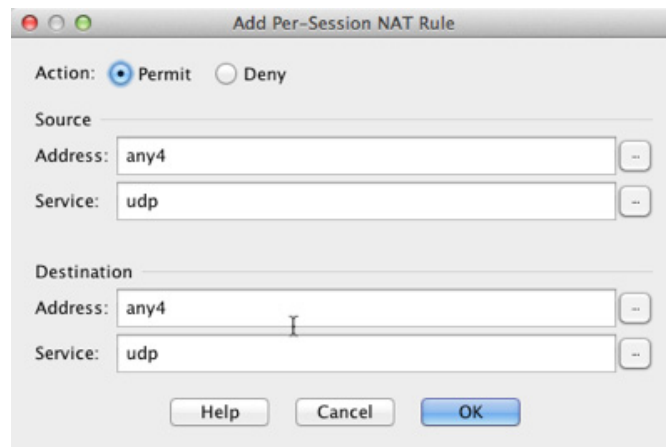 Add Per-Session NAT Rule
Action: Permit Deny
Source
Address: any4 ...
Service: udp ...
Destination
Address: any4 ...
Service: udp ...
Help Cancel OK